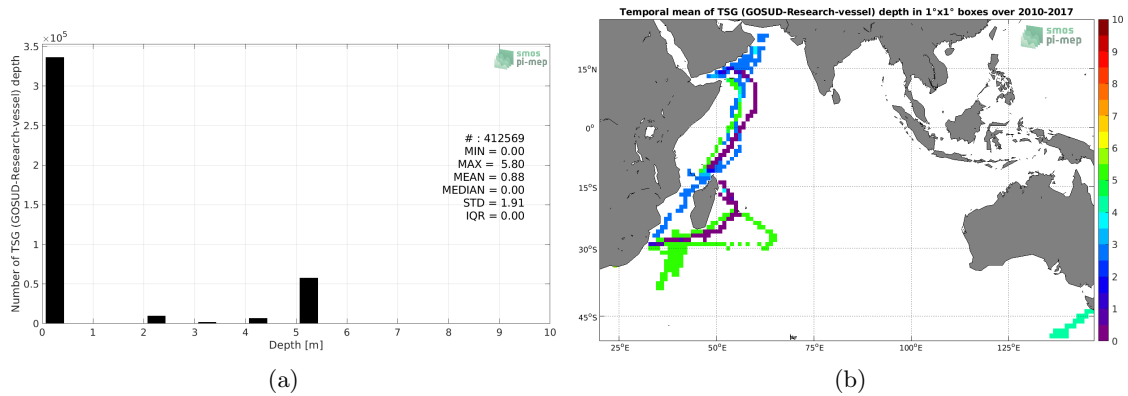 ×10⁵
3.5
3
2.5
2
1.5
1
0.5
0
Number of TSG (GOSUD-Research-vessel) depth
smos
pi-mep
# : 412569
MIN = 0.00
MAX = 5.80
MEAN = 0.88
MEDIAN = 0.00
STD = 1.91
IQR = 0.00
0 1 2 3 4 5 6 7 8 9 10
Depth [m]
(a)
Temporal mean of TSG (GOSUD-Research-vessel) depth in 1°x1° boxes over 2010-2017
smos
pi-mep
15°N
0°
15°S
30°S
45°S
25°E 50°E 75°E 100°E 125°E
10
9
8
7
6
5
4
3
2
1
0
(b)